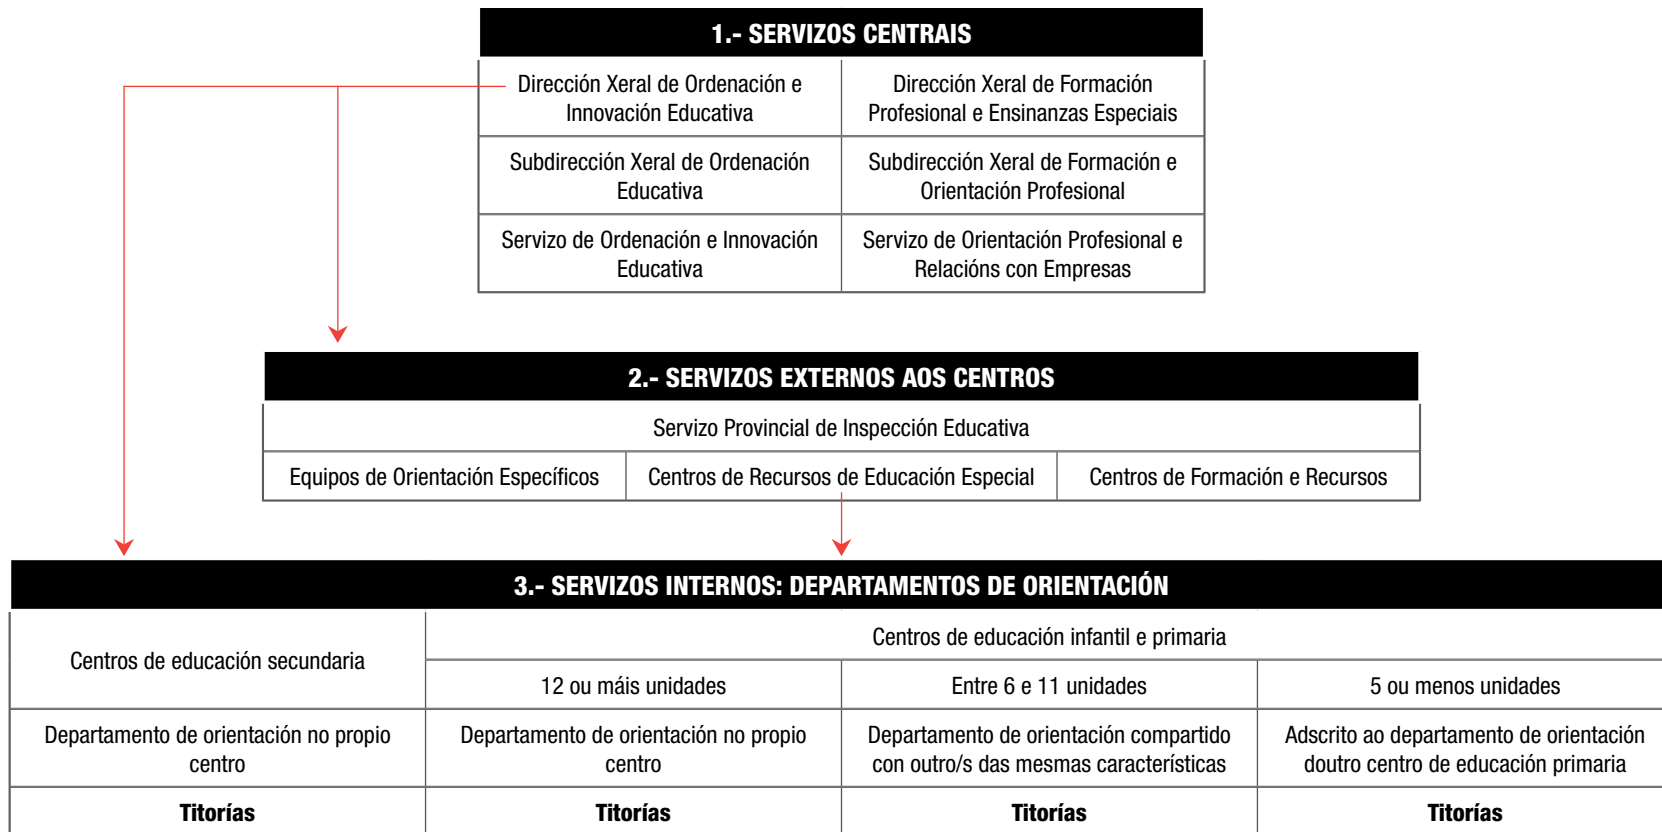 1.- SERVIZOS CENTRAIS
Dirección Xeral de Ordenación e
Innovación Educativa
Dirección Xeral de Formación
Profesional e Ensinanzas Especiais
Subdirección Xeral de Ordenación
Educativa
Subdirección Xeral de Formación e
Orientación Profesional
Servizo de Ordenación e Innovación
Educativa
Servizo de Orientación Profesional e
Relacións con Empresas
2.- SERVIZOS EXTERNOS AOS CENTROS
Servizo Provincial de Inspección Educativa
Equipos de Orientación Específicos
Centros de Recursos de Educación Especial
Centros de Formación e Recursos
3.- SERVIZOS INTERNOS: DEPARTAMENTOS DE ORIENTACIÓN
Centros de educación secundaria
Centros de educación infantil e primaria
12 ou máis unidades
Entre 6 e 11 unidades
5 ou menos unidades
Departamento de orientación no propio
centro
Departamento de orientación no propio
centro
Departamento de orientación compartido
con outro/s das mesmas características
Adscrito ao departamento de orientación
doutro centro de educación primaria
Titorías
Titorías
Titorías
Titorías